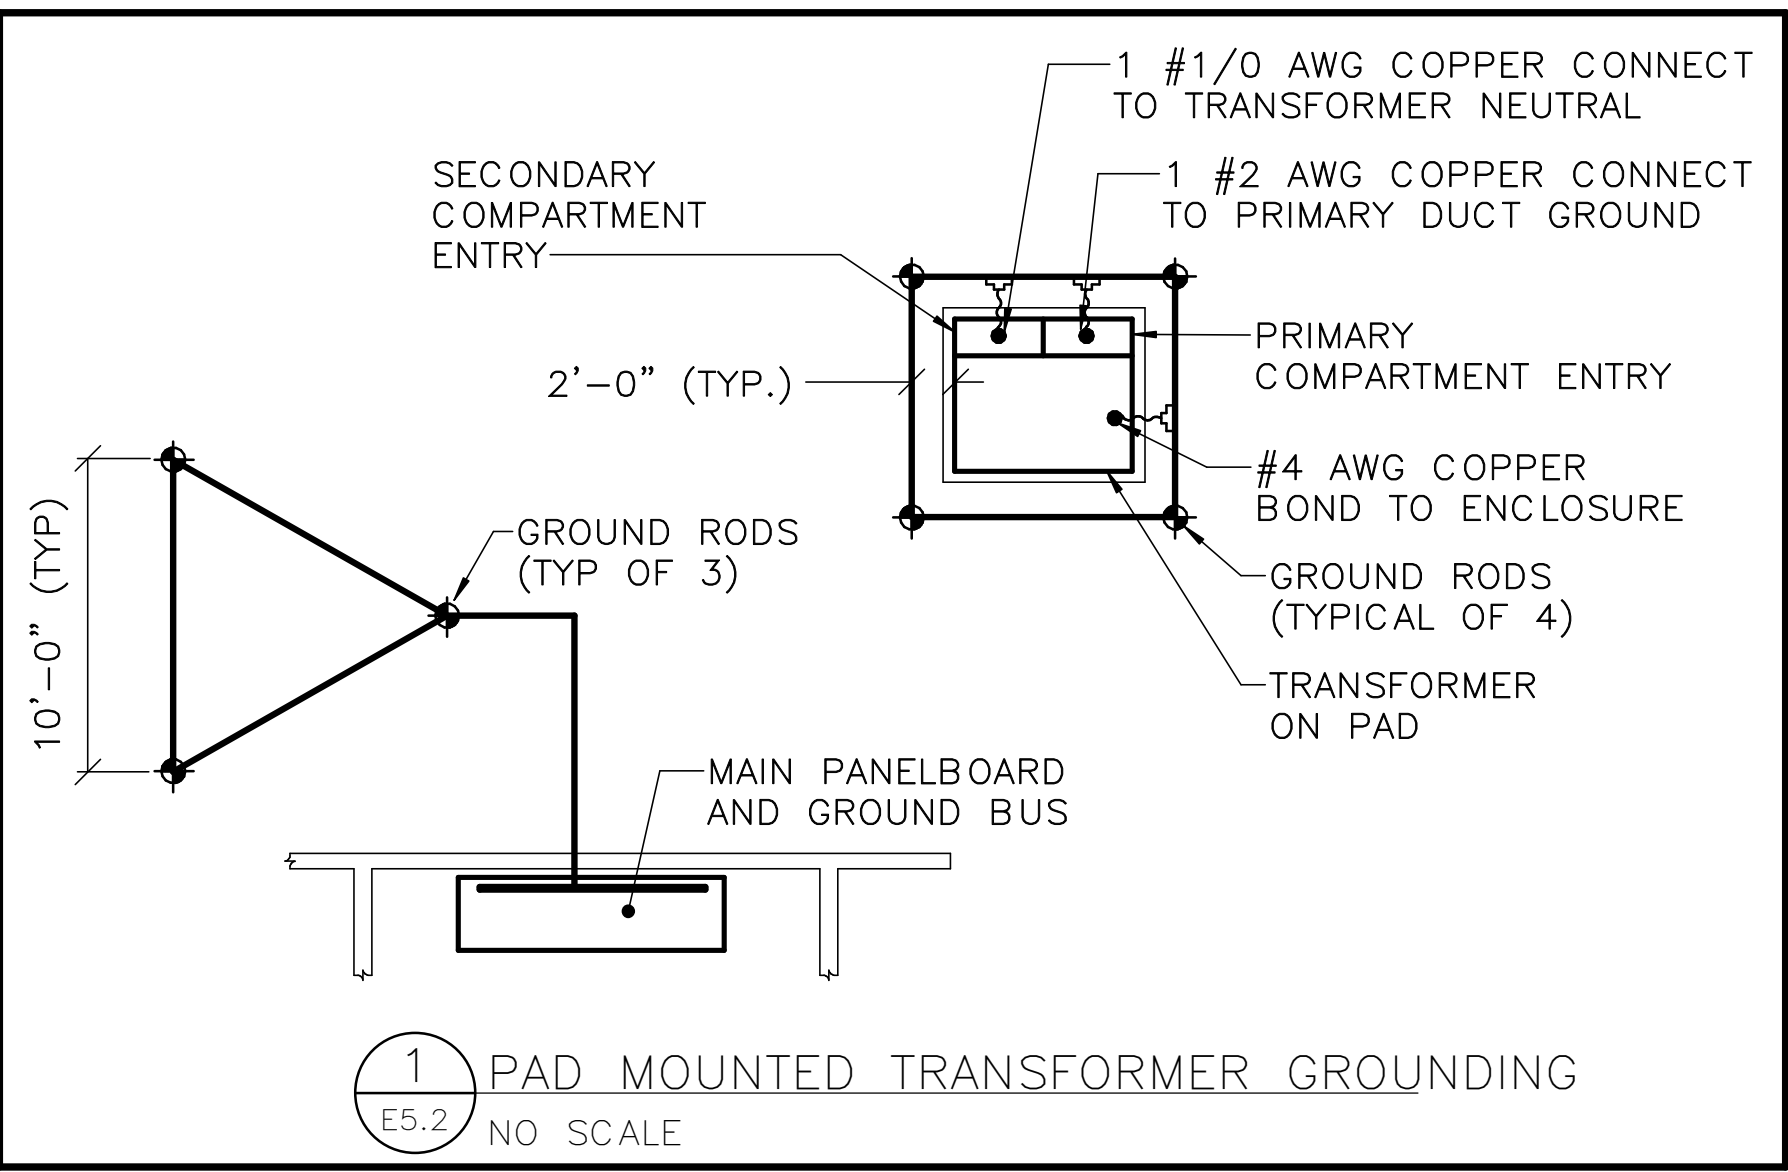 1 #1/0 AWG COPPER CONNECT
TO TRANSFORMER NEUTRAL
1 #2 AWG COPPER CONNECT
TO PRIMARY DUCT GROUND
SECONDARY
COMPARTMENT
ENTRY
PRIMARY
COMPARTMENT ENTRY
2'-0" (TYP.)
#4 AWG COPPER
BOND TO ENCLOSURE
GROUND RODS
(TYPICAL OF 4)
TRANSFORMER
ON PAD
10'-0" (TYP)
GROUND RODS
(TYP OF 3)
MAIN PANELBOARD
AND GROUND BUS
1
E5.2
PAD MOUNTED TRANSFORMER GROUNDING
NO SCALE